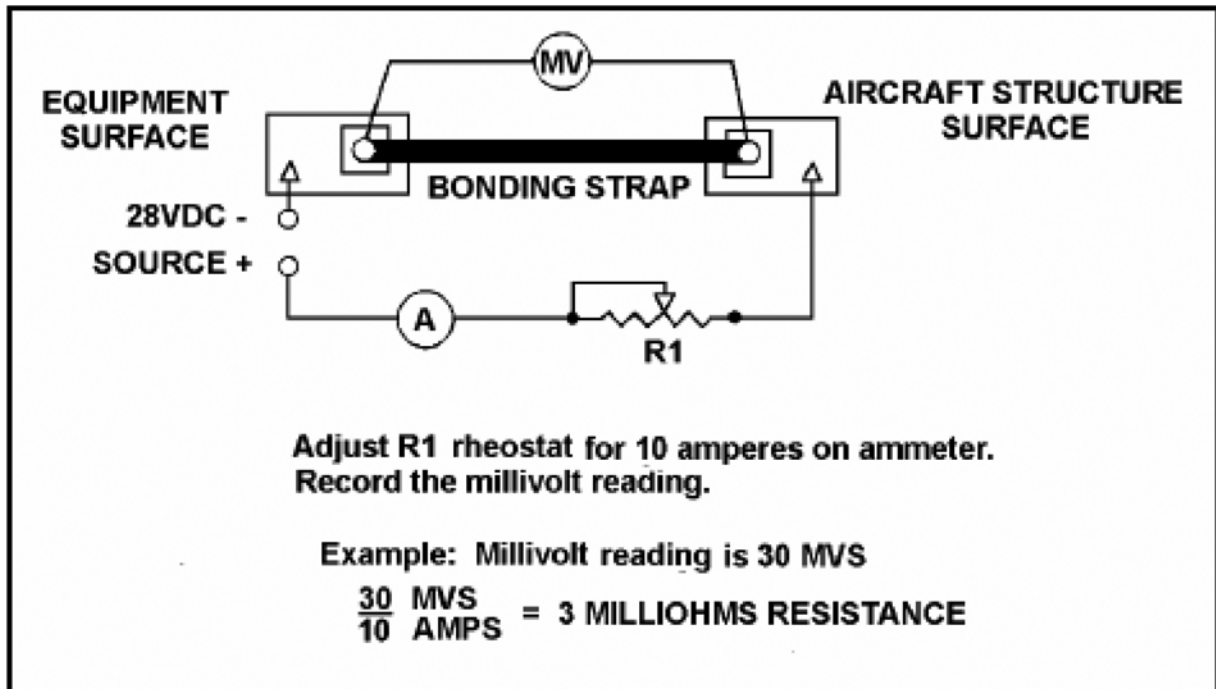 MV
EQUIPMENT
SURFACE
AIRCRAFT STRUCTURE
SURFACE
BONDING STRAP
28VDC -
SOURCE +
A
R1
Adjust R1 rheostat for 10 amperes on ammeter.
Record the millivolt reading.
Example: Millivolt reading is 30 MVS
30 MVS
10 AMPS = 3 MILLIOHMS RESISTANCE